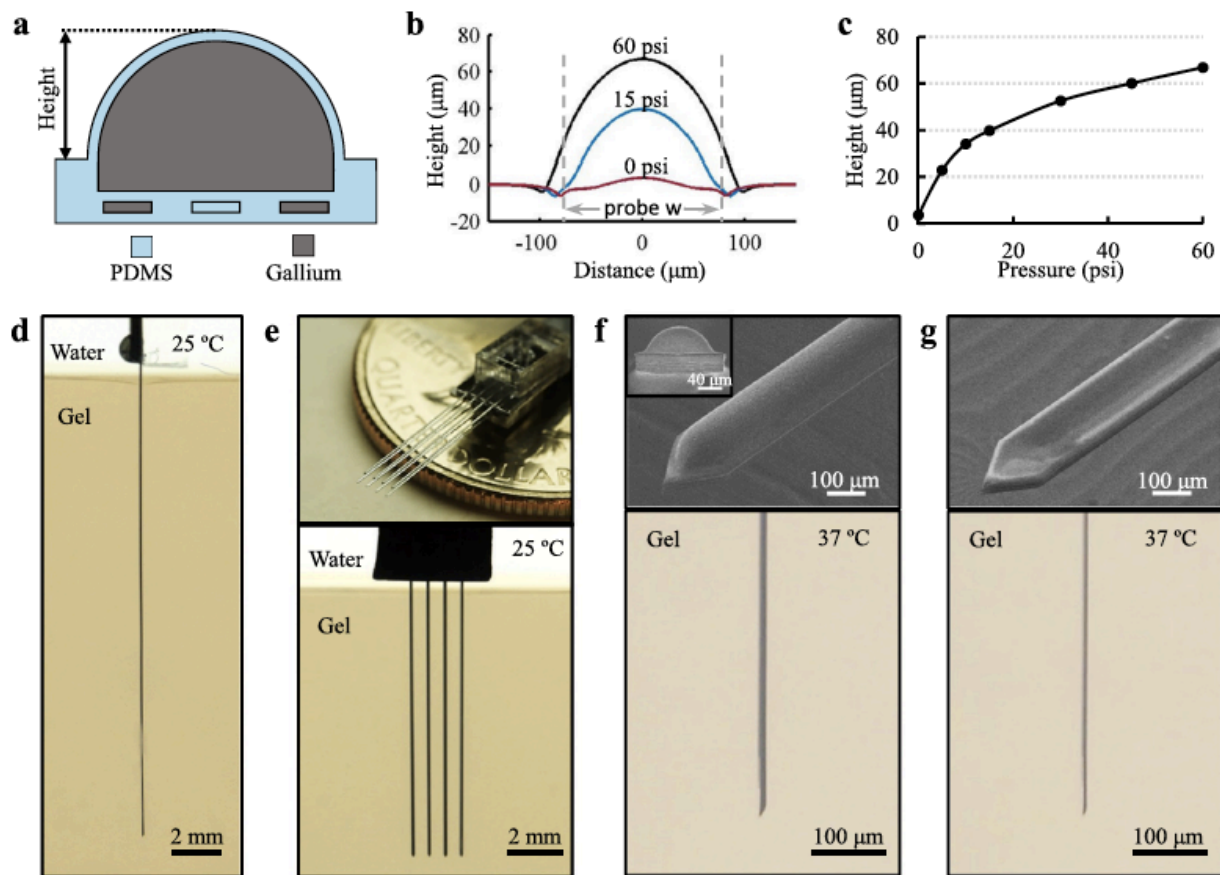 a
Height
PDMS
Gallium
b
80
60
40
20
0
-20
Height (μm)
60 psi
15 psi
0 psi
probe w
-100
0
100
Distance (μm)
c
80
60
40
20
0
Height (μm)
0
20
40
60
Pressure (psi)
d
Water
25 ºC
Gel
2 mm
e
LIBERTY
QUAR
DOLLAR
Water
25 ºC
Gel
2 mm
f
40 μm
100 μm
Gel
37 ºC
100 μm
g
100 μm
Gel
37 ºC
100 μm